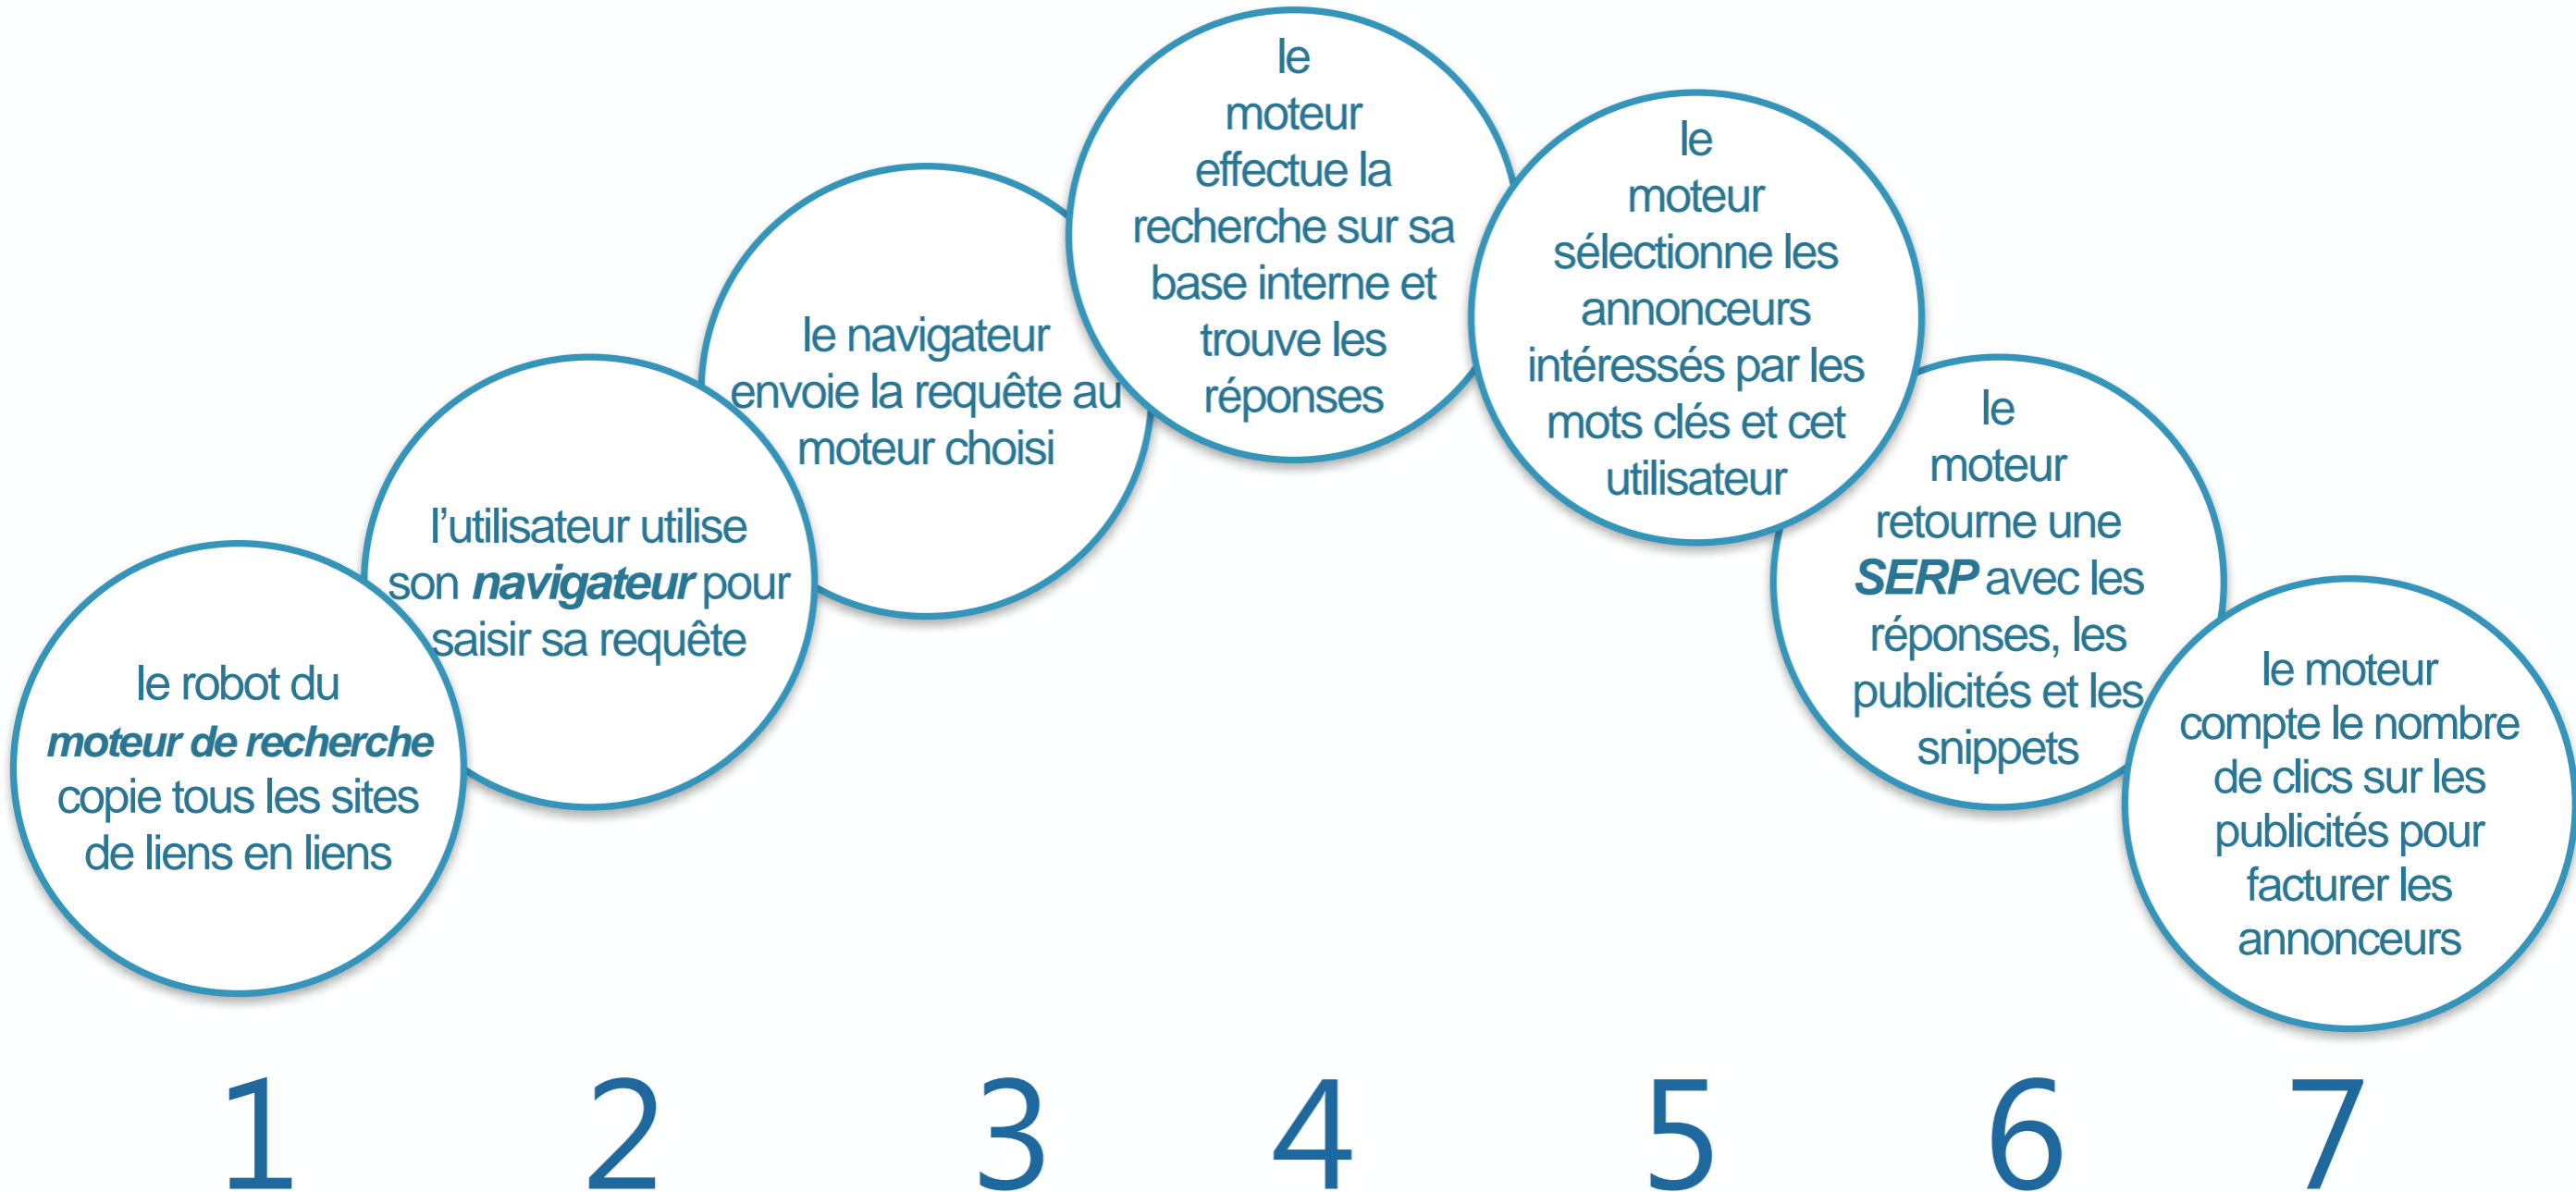 le robot du
moteur de recherche
copie tous les sites
de liens en liens
l’utilisateur utilise
son navigateur pour
saisir sa requête
le navigateur
envoie la requête au
moteur choisi
le
moteur
effectue la
recherche sur sa
base interne et
trouve les
réponses
le
moteur
sélectionne les
annonceurs
intéressés par les
mots clés et cet
utilisateur
le
moteur
retourne une
SERP avec les
réponses, les
publicités et les
snippets
le moteur
compte le nombre
de clics sur les
publicités pour
facturer les
annonceurs
1 2 3 4 5 6 7